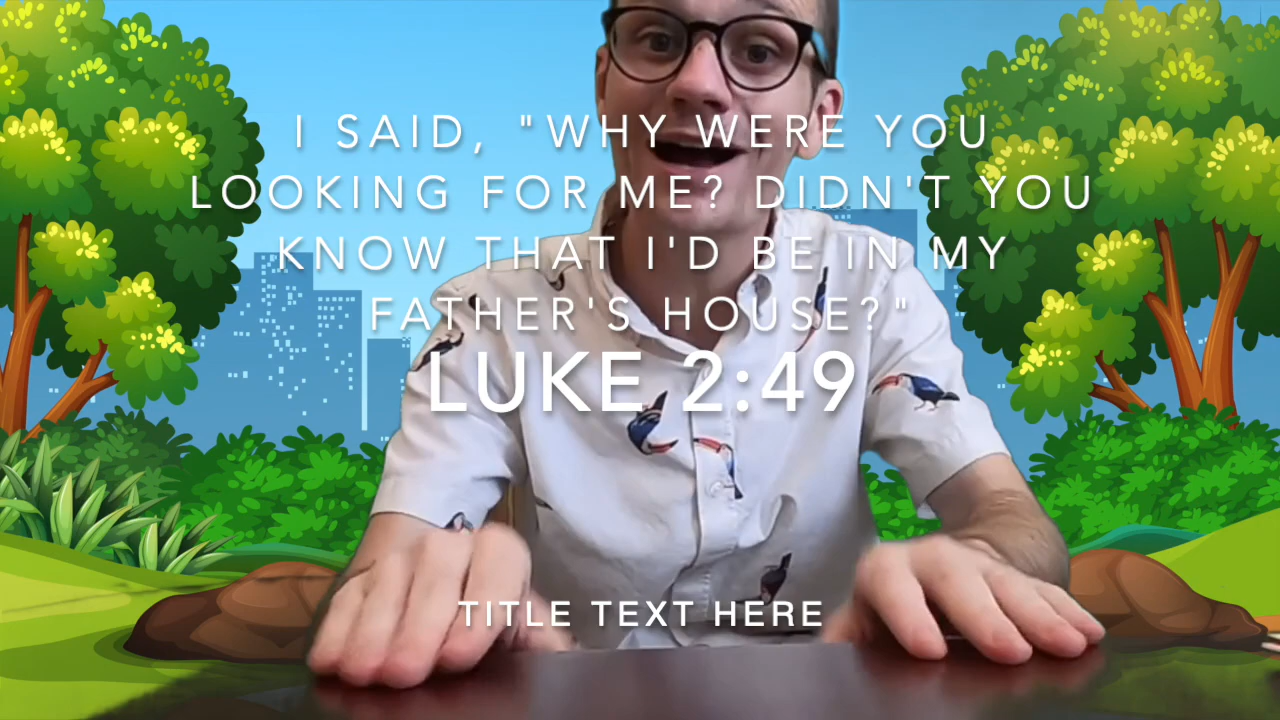 I SAID, "WHY WERE YOU
LOOKING FOR ME? DIDN'T YOU
KNOW THAT I'D BE IN MY
FATHER'S HOUSE?"
LUKE 2:49
TITLE TEXT HERE